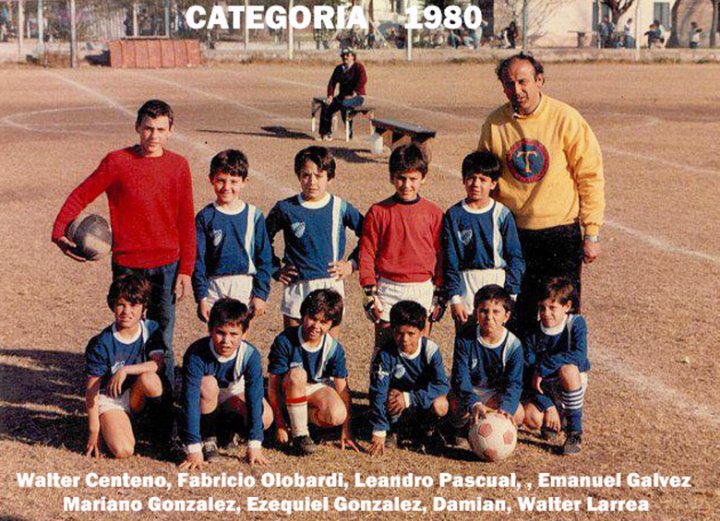 CATEGORIA 1980
T
Walter Centeno, Fabricio Olobardi, Leandro Pascual, , Emanuel Galvez
Mariano Gonzalez, Ezequiel Gonzalez, Damian, Walter Larrea